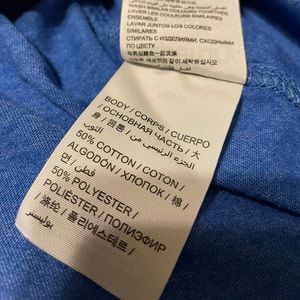 WASH SIMILAR COLOURS TOGETHER
LAVER LES COULEURS SIMILAIRES
ENSEMBLE
LAVAR JUNTOS LOS COLORES
SIMILARES
СТИРАТЬ С ИЗДЕЛИЯМИ, СХОДНЫМИ
ПО ЦВЕТУ
BODY / CORPS / CUERPO
/ ОСНОВНАЯ ЧАСТЬ / 大
身 / 몸통 / الجزء الرئيسي من
الثوب
50% COTTON / COTON /
ALGODÓN / ХЛОПОК / 棉 /
면 / قطن
50% POLYESTER /
POLIÉSTER / ПОЛИЭФИР
/ 涤纶 / 폴리에스테르 /
بوليستر